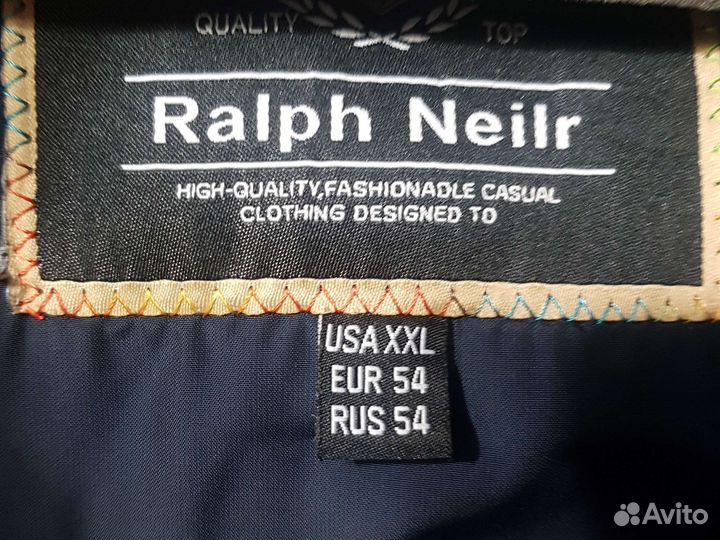 QUALITY TOP
Ralph Neilr
HIGH-QUALITY,FASHIONADLE CASUAL
CLOTHING DESIGNED TO
USA XXL
EUR 54
RUS 54
Avito